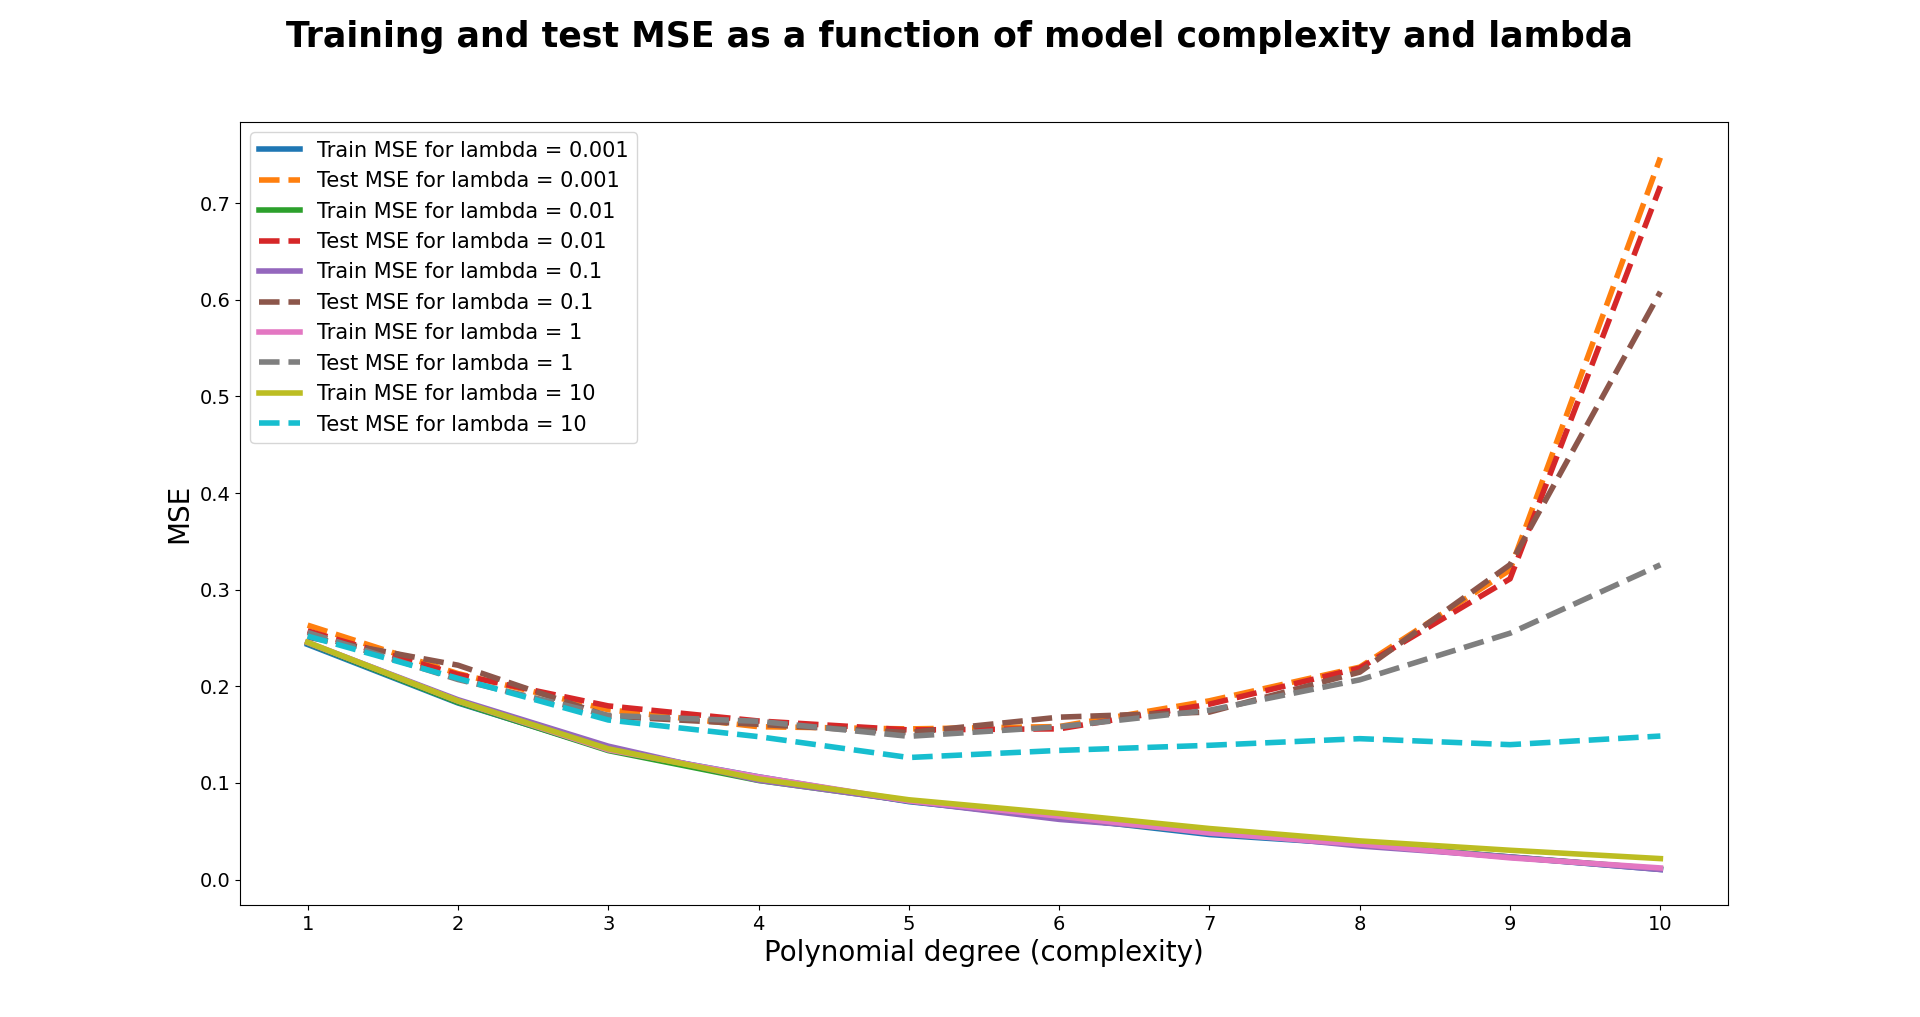 Training and test MSE as a function of model complexity and lambda
Train MSE for lambda = 0.001
Test MSE for lambda = 0.001
Train MSE for lambda = 0.01
Test MSE for lambda = 0.01
Train MSE for lambda = 0.1
Test MSE for lambda = 0.1
Train MSE for lambda = 1
Test MSE for lambda = 1
Train MSE for lambda = 10
Test MSE for lambda = 10
MSE
0.7
0.6
0.5
0.4
0.3
0.2
0.1
0.0
1 2 3 4 5 6 7 8 9 10
Polynomial degree (complexity)